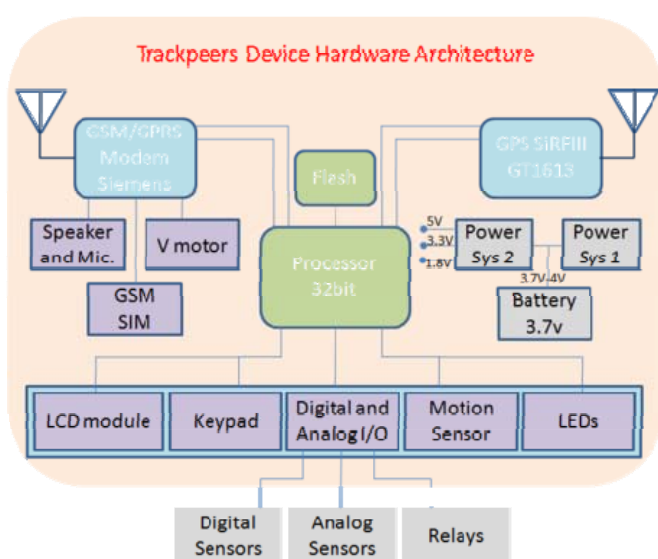 Trackpeers Device Hardware Architecture
GSM/GPRS
Modem
Siemens
GPS SiRFIII
GT1613
Flash
Speaker
and Mic.
V motor
GSM
SIM
Processor
32bit
5V
3.3V
1.8V
Power
Sys 2
Power
Sys 1
3.7V-4V
Battery
3.7v
LCD module
Keypad
Digital and
Analog I/O
Motion
Sensor
LEDs
Digital
Sensors
Analog
Sensors
Relays